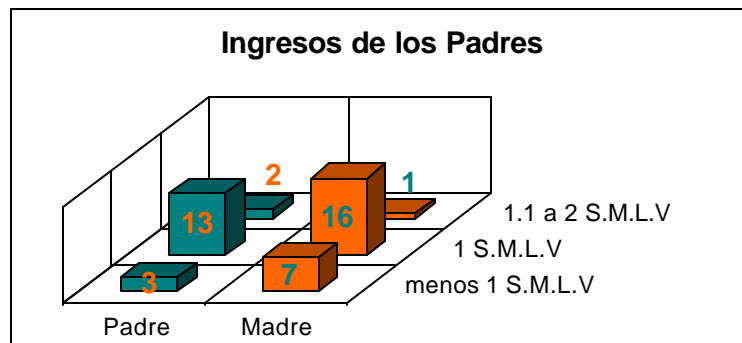 Ingresos de los Padres
2
1
13
16
1.1 a 2 S.M.L.V
1 S.M.L.V
3
7
menos 1 S.M.L.V
Padre
Madre